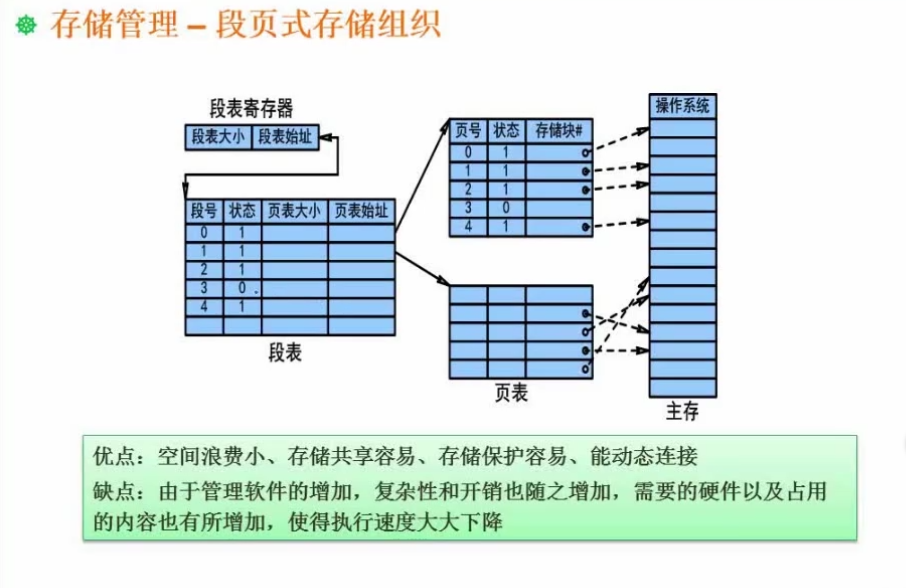 存储管理 – 段页式存储组织
段表寄存器
段表大小 段表始址
段号 状态 页表大小 页表始址
0 1
1 1
2 1
3 0 .
4 1
段表
页号 状态 存储块#
0 1
1 1
2 1
3 0
4 1
页表
操作系统
主存
优点：空间浪费小、存储共享容易、存储保护容易、能动态连接
缺点：由于管理软件的增加，复杂性和开销也随之增加，需要的硬件以及占用
的内容也有所增加，使得执行速度大大下降